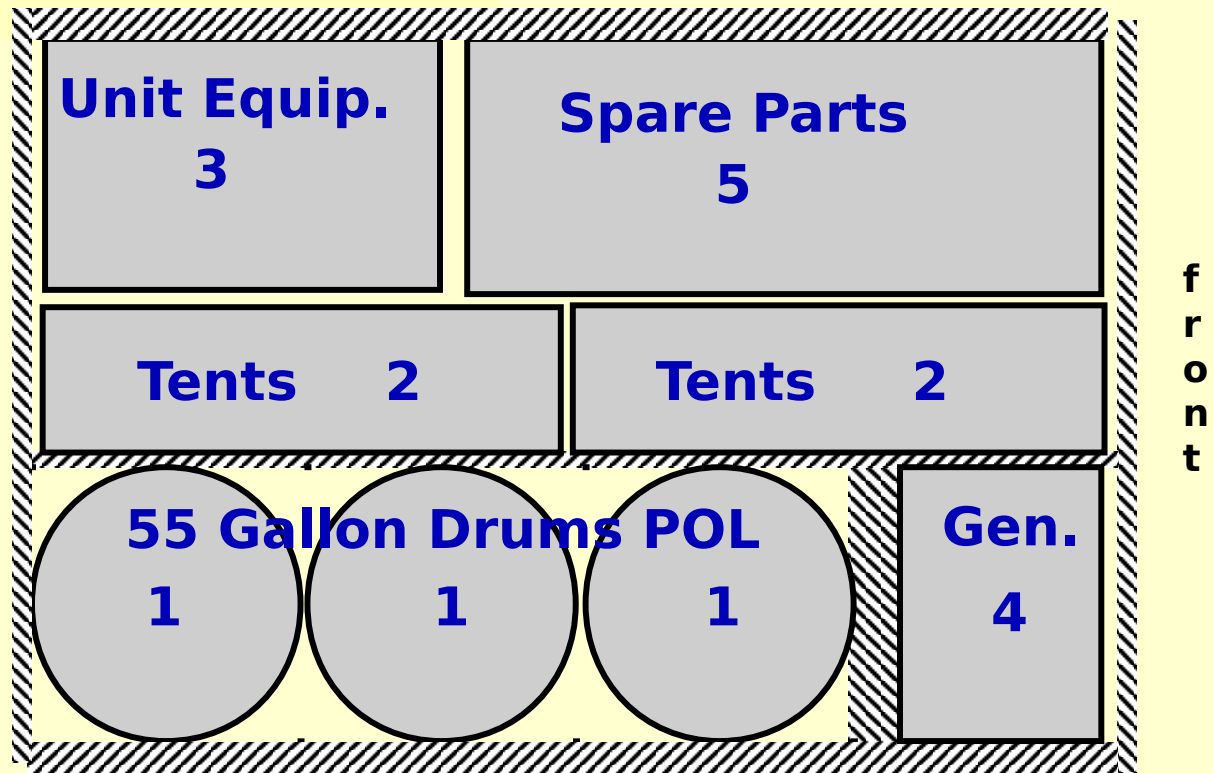 Unit Equip.
3
Spare Parts
5
Tents 2
Tents 2
55 Gallon Drums POL
1 1 1
Gen.
4
f
r
o
n
t